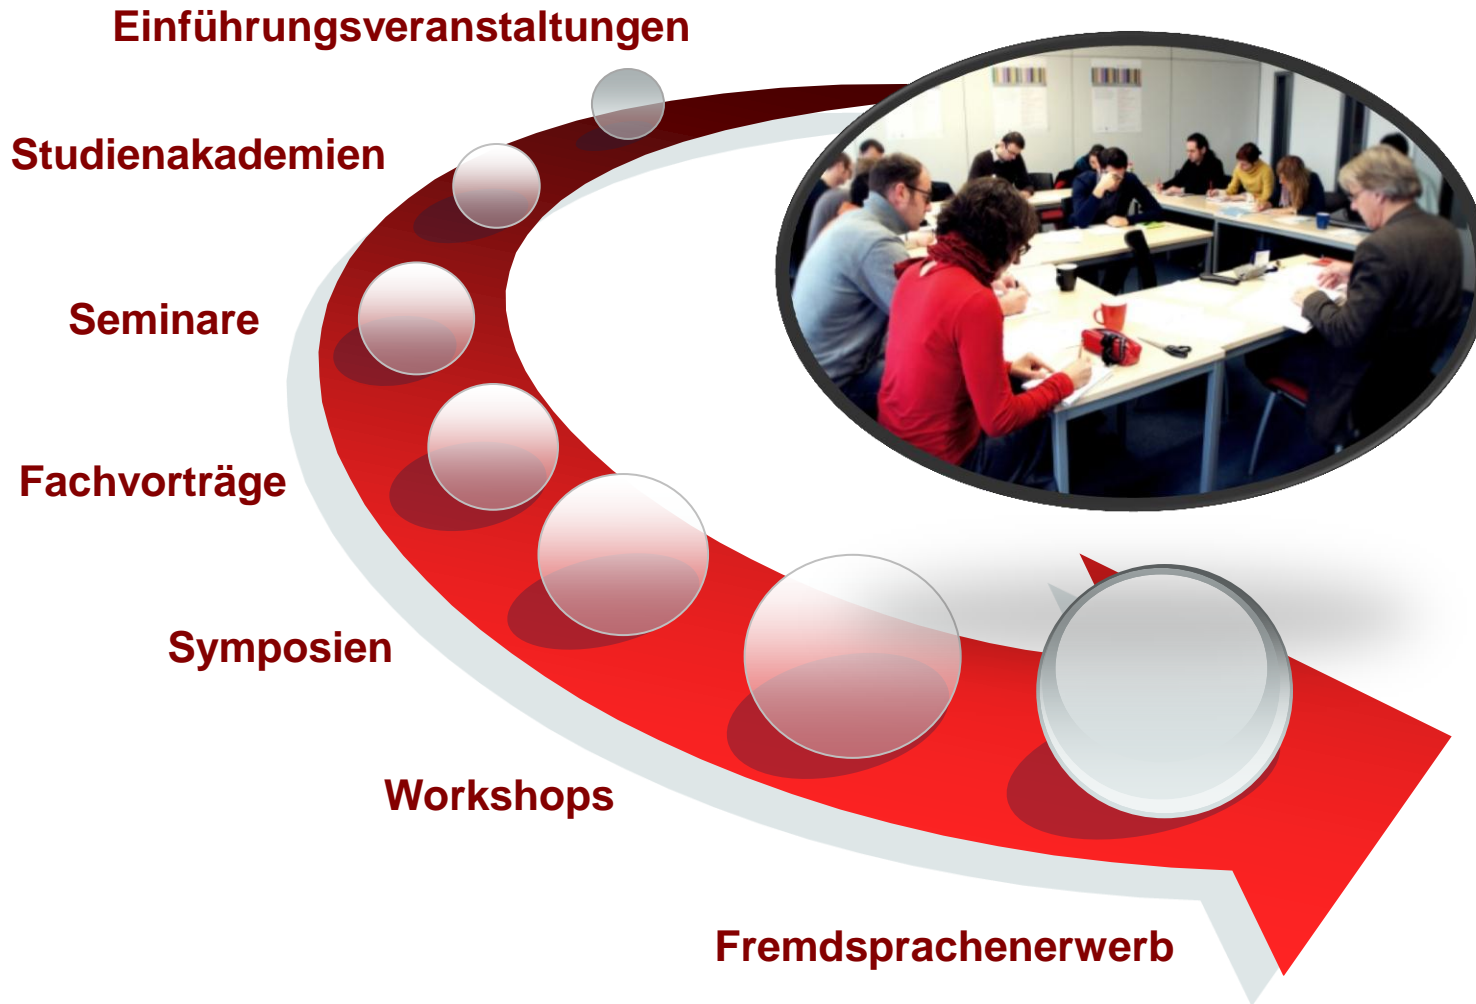 Einführungsveranstaltungen
Studienakademien
Seminare
Fachvorträge
Symposien
Workshops
Fremdsprachenerwerb